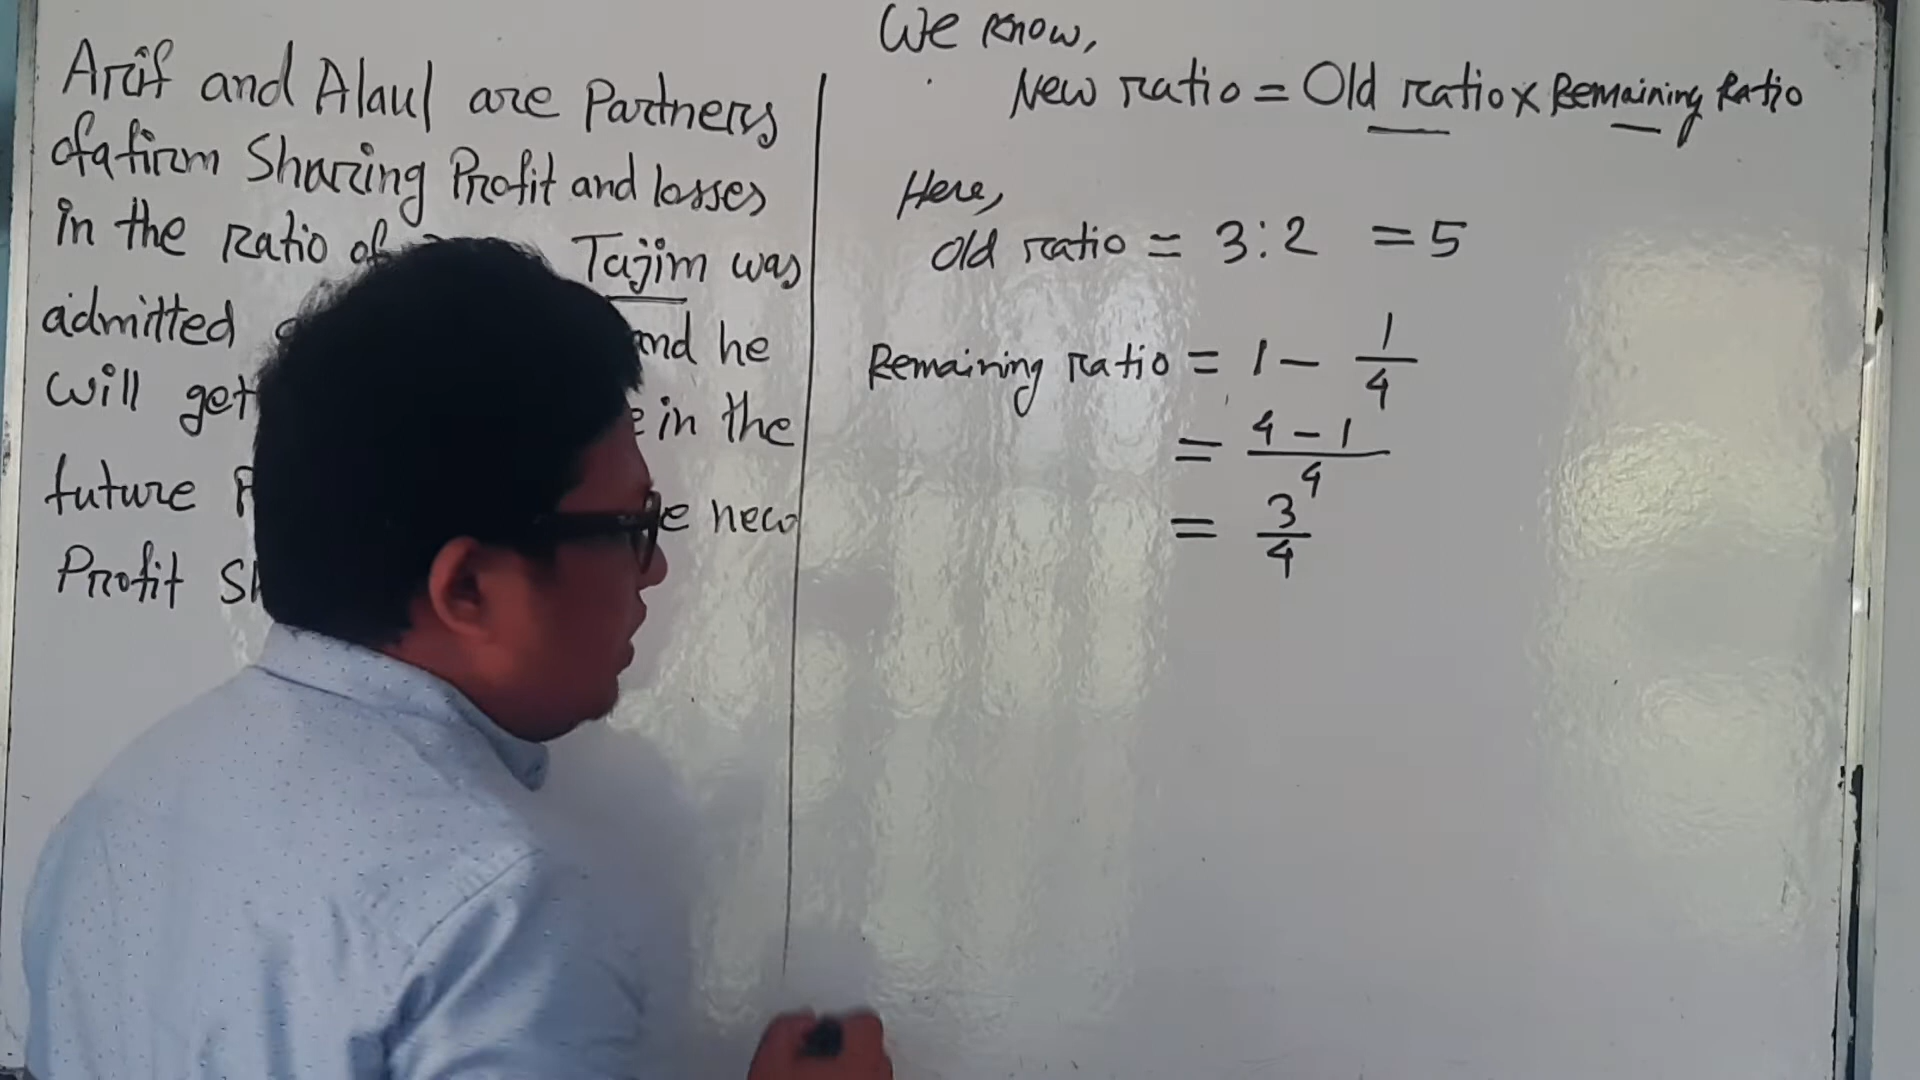 Arif and Alaul are Partners
of a firm Sharing Profit and losses
in the Ratio of Tajim was
admitted and he
will get in the
future new
Profit
We know,
New ratio = Old ratio x Remaining Ratio
Here,
Old ratio = 3:2 = 5
Remaining ratio = 1 - 1/4
= 4-1/4
= 3/4